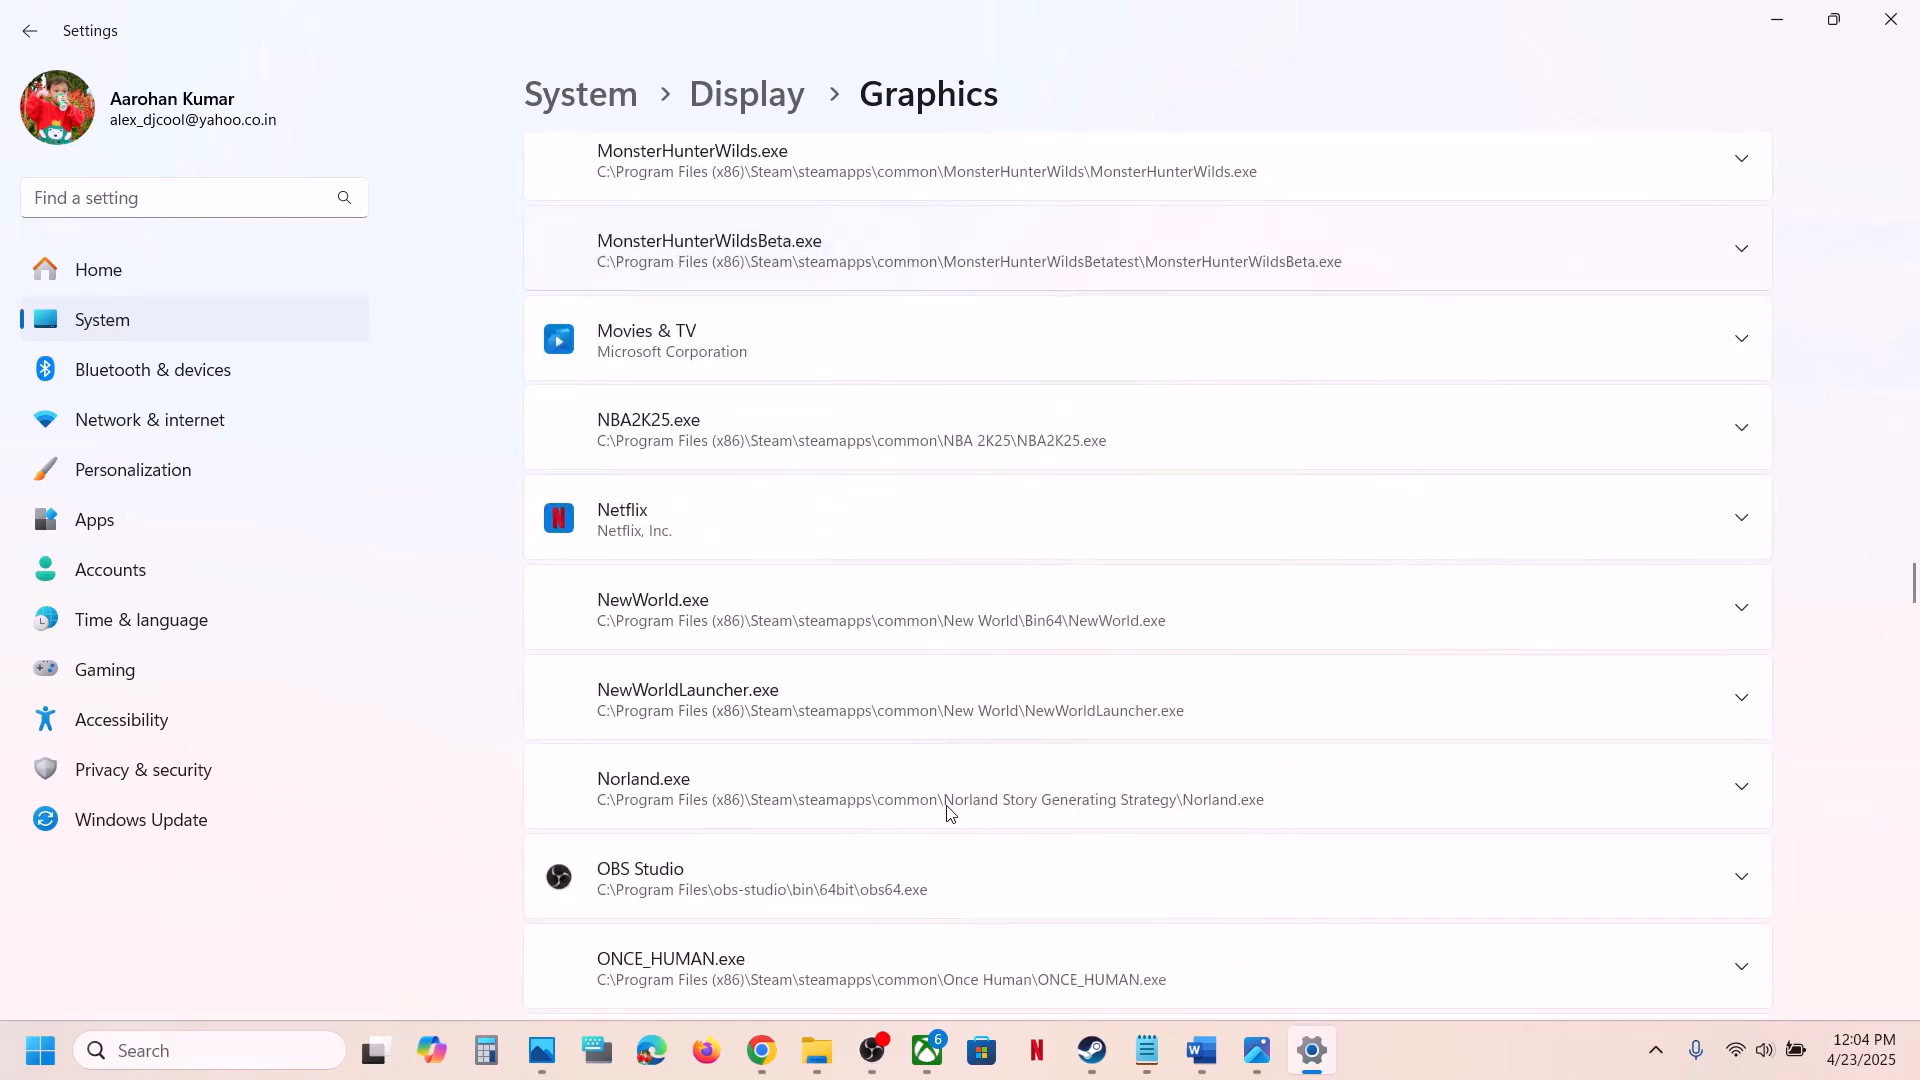 Settings
Aarohan Kumar
alex_djcool@yahoo.co.in
Find a setting
Home
System
Bluetooth & devices
Network & internet
Personalization
Apps
Accounts
Time & language
Gaming
Accessibility
Privacy & security
Windows Update
System > Display > Graphics
MonsterHunterWilds.exe
C:\Program Files (x86)\Steam\steamapps\common\MonsterHunterWilds\MonsterHunterWilds.exe
MonsterHunterWildsBeta.exe
C:\Program Files (x86)\Steam\steamapps\common\MonsterHunterWildsBetatest\MonsterHunterWildsBeta.exe
Movies & TV
Microsoft Corporation
NBA2K25.exe
C:\Program Files (x86)\Steam\steamapps\common\NBA 2K25\NBA2K25.exe
Netflix
Netflix, Inc.
NewWorld.exe
C:\Program Files (x86)\Steam\steamapps\common\New World\Bin64\NewWorld.exe
NewWorldLauncher.exe
C:\Program Files (x86)\Steam\steamapps\common\New World\NewWorldLauncher.exe
Norland.exe
C:\Program Files (x86)\Steam\steamapps\common\Norland Story Generating Strategy\Norland.exe
OBS Studio
C:\Program Files\obs-studio\bin\64bit\obs64.exe
ONCE_HUMAN.exe
C:\Program Files (x86)\Steam\steamapps\common\Once Human\ONCE_HUMAN.exe
Search
6
12:04 PM
4/23/2025